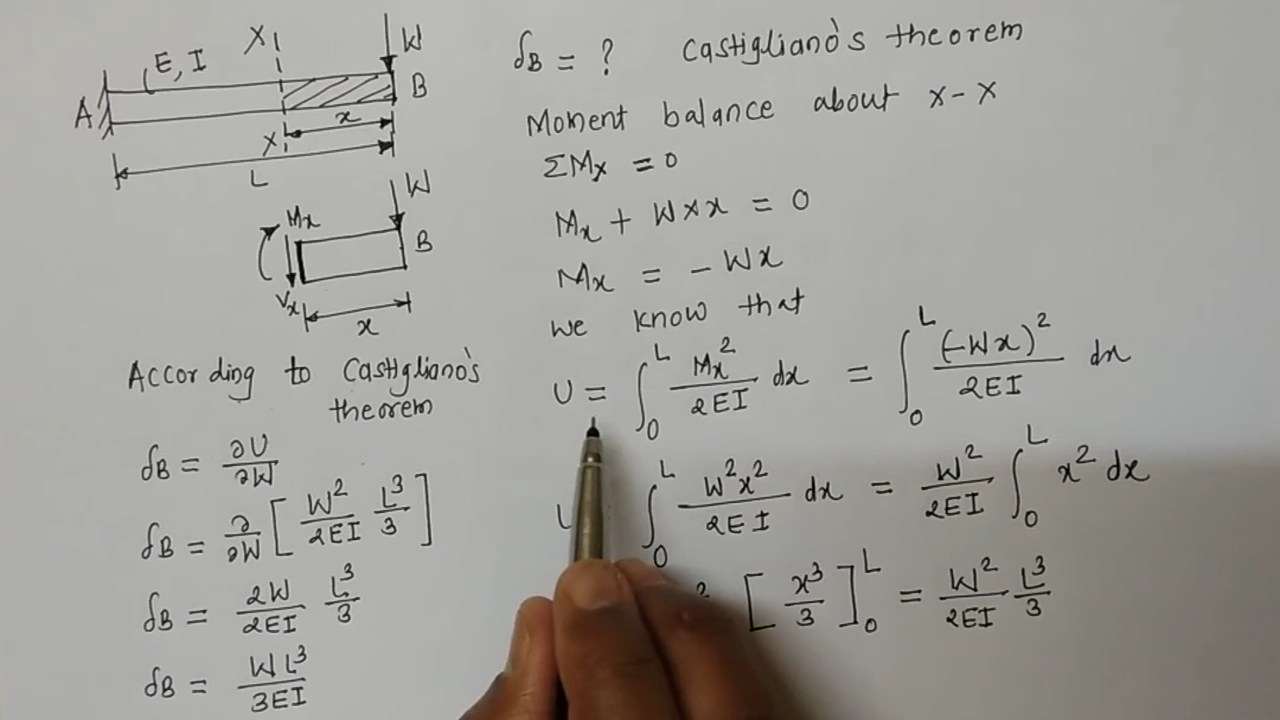 E, I
X
W
A
B
x
X
L
W
Mx
B
Vx
x
According to Castigliano's
theorem
δB = ∂U/∂W
δB = ∂/∂W [ W²/2EI L³/3 ]
δB = 2W/2EI L³/3
δB = WL³/3EI
δB = ? Castigliano's theorem
Moment balance about X-X
ΣMx = 0
Mx + W×x = 0
Mx = - Wx
We know that
U = ∫₀ᴸ Mx²/2EI dx = ∫₀ᴸ (-Wx)²/2EI dx
∫₀ᴸ W²x²/2EI dx = W²/2EI ∫₀ᴸ x² dx
[ x³/3 ]₀ᴸ = W²/2EI L³/3